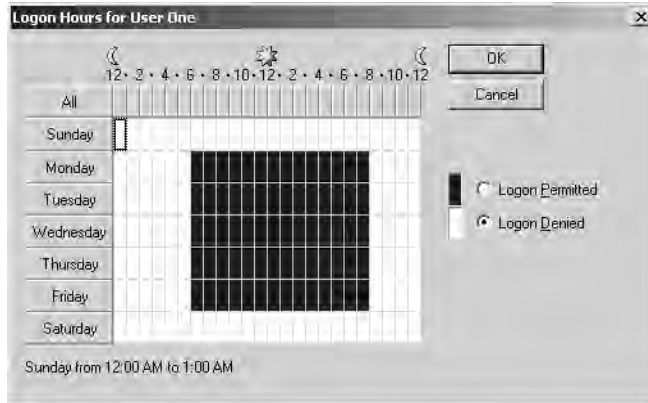 Logon Hours for User One
12 • 2 • 4 • 6 • 8 • 10 • 12 • 2 • 4 • 6 • 8 • 10 • 12
OK
All
Cancel
Sunday
Monday
Tuesday
Wednesday
Thursday
Friday
Saturday
Logon Permitted
Logon Denied
Sunday from 12:00 AM to 1:00 AM